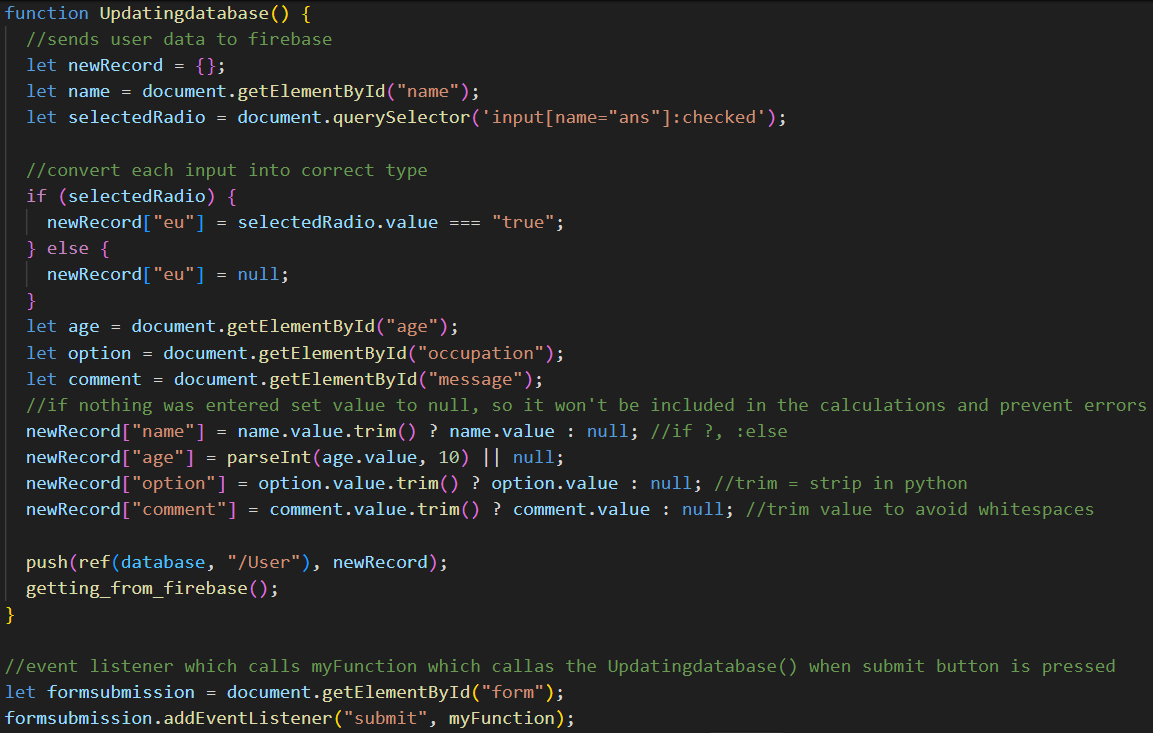 function Updatingdatabase() {
  //sends user data to firebase
  let newRecord = {};
  let name = document.getElementById("name");
  let selectedRadio = document.querySelector('input[name="ans"]:checked');

  //convert each input into correct type
  if (selectedRadio) {
    newRecord["eu"] = selectedRadio.value === "true";
  } else {
    newRecord["eu"] = null;
  }
  let age = document.getElementById("age");
  let option = document.getElementById("occupation");
  let comment = document.getElementById("message");
  //if nothing was entered set value to null, so it won't be included in the calculations and prevent errors
  newRecord["name"] = name.value.trim() ? name.value : null; //if ?, :else
  newRecord["age"] = parseInt(age.value, 10) || null;
  newRecord["option"] = option.value.trim() ? option.value : null; //trim = strip in python
  newRecord["comment"] = comment.value.trim() ? comment.value : null; //trim value to avoid whitespaces

  push(ref(database, "/User"), newRecord);
  getting_from_firebase();
}

//event listener which calls myFunction which callas the Updatingdatabase() when submit button is pressed
let formsubmission = document.getElementById("form");
formsubmission.addEventListener("submit", myFunction);